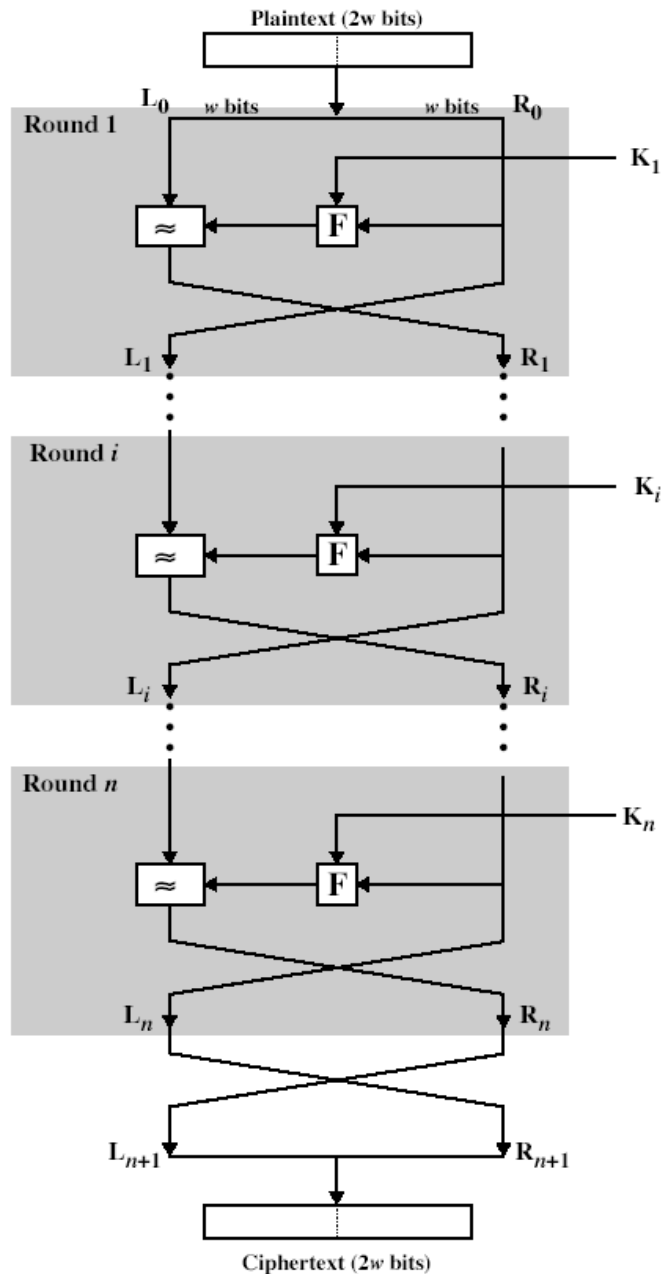 Plaintext (2w bits)
L₀ w bits w bits R₀
Round 1
K₁
≈ F
L₁ R₁
Round i
Kᵢ
≈ F
Lᵢ Rᵢ
Round n
Kₙ
≈ F
Lₙ Rₙ
Lₙ₊₁ Rₙ₊₁
Ciphertext (2w bits)